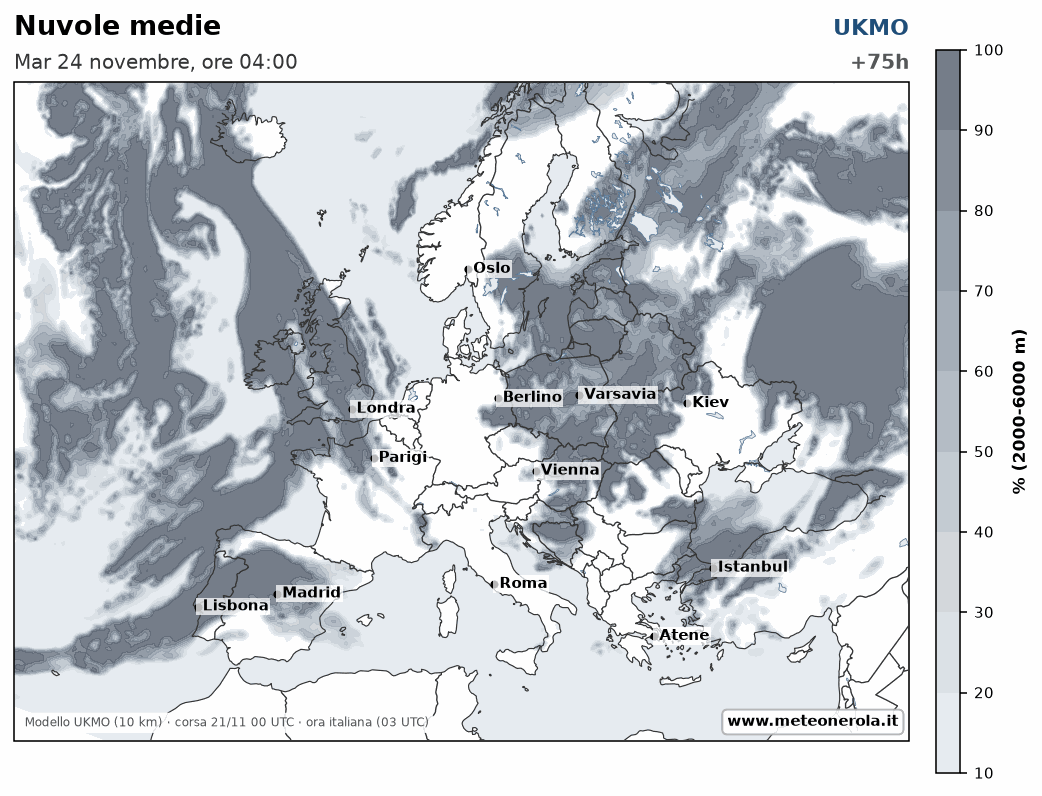 Nuvole medie
UKMO
Mar 24 novembre, ore 04:00
+75h
100
90
80
70
60
50
40
30
20
10
% (2000-6000 m)
Oslo
Londra
Berlino
Varsavia
Kiev
Parigi
Vienna
Istanbul
Roma
Madrid
Lisbona
Atene
Modello UKMO (10 km) · corsa 21/11 00 UTC · ora italiana (03 UTC)
www.meteonerola.it